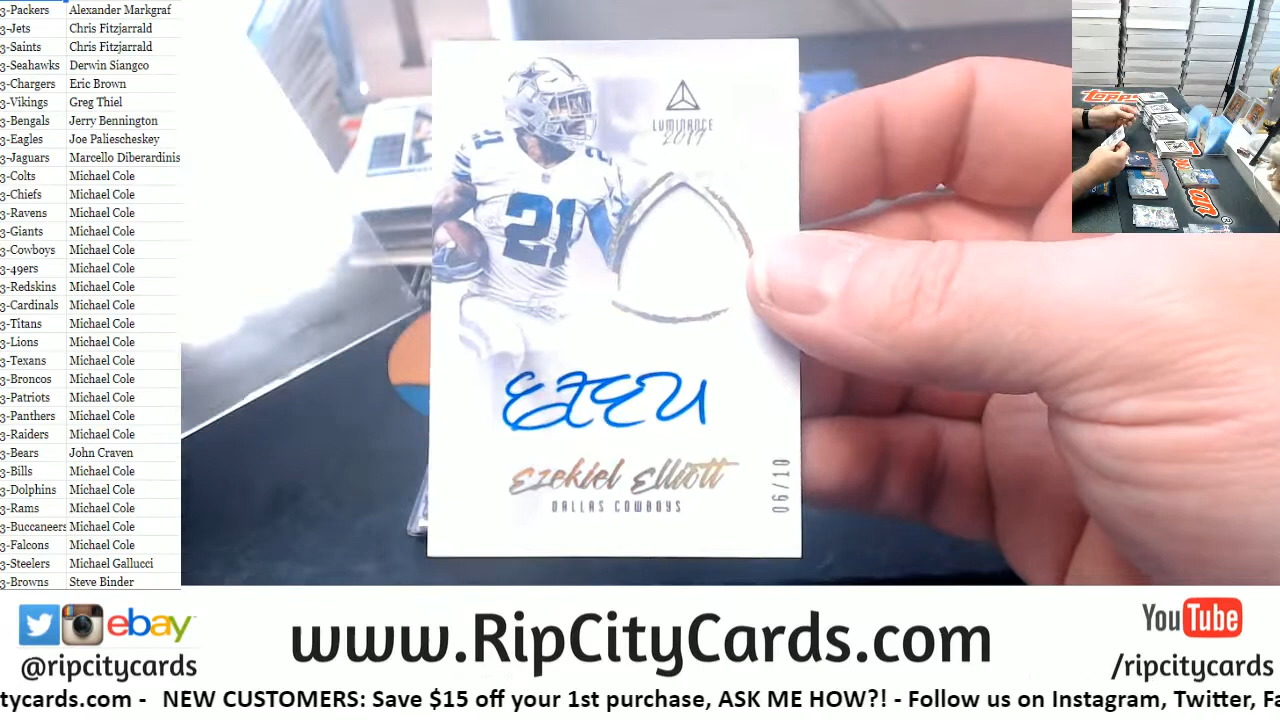 3-Packers Alexander Markgraf
3-Jets Chris Fitzjarrald
3-Saints Chris Fitzjarrald
3-Seahawks Derwin Siangco
3-Chargers Eric Brown
3-Vikings Greg Thiel
3-Bengals Jerry Bennington
3-Eagles Joe Paliescheskey
3-Jaguars Marcello Diberardinis
3-Colts Michael Cole
3-Chiefs Michael Cole
3-Ravens Michael Cole
3-Giants Michael Cole
3-Cowboys Michael Cole
3-49ers Michael Cole
3-Redskins Michael Cole
3-Cardinals Michael Cole
3-Titans Michael Cole
3-Lions Michael Cole
3-Texans Michael Cole
3-Broncos Michael Cole
3-Patriots Michael Cole
3-Panthers Michael Cole
3-Raiders Michael Cole
3-Bears John Craven
3-Bills Michael Cole
3-Dolphins Michael Cole
3-Rams Michael Cole
3-Buccaneers Michael Cole
3-Falcons Michael Cole
3-Steelers Michael Gallucci
3-Browns Steve Binder
LUMINANCE
2017
21
21
Ezekiel Elliott
DALLAS COWBOYS
06/10
Topps
ebay
@ripcitycards
www.RipCityCards.com
YouTube
/ripcitycards
tycards.com - NEW CUSTOMERS: Save $15 off your 1st purchase, ASK ME HOW?! - Follow us on Instagram, Twitter, Fa